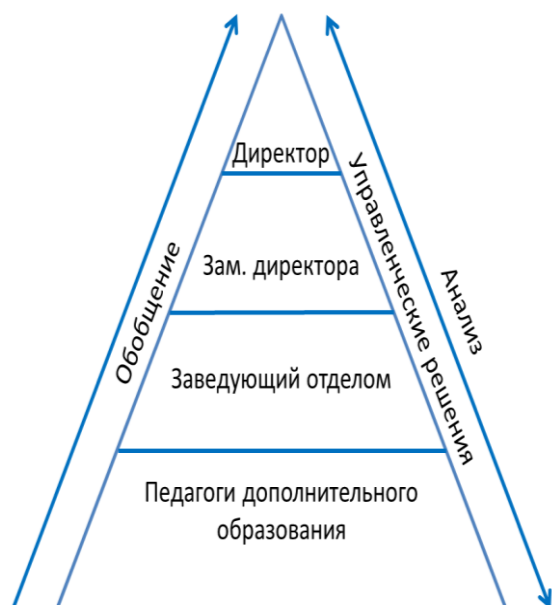 Директор
Зам. директора
Заведующий отделом
Педагоги дополнительного
образования
Обобщение
Управленческие решения
Анализ